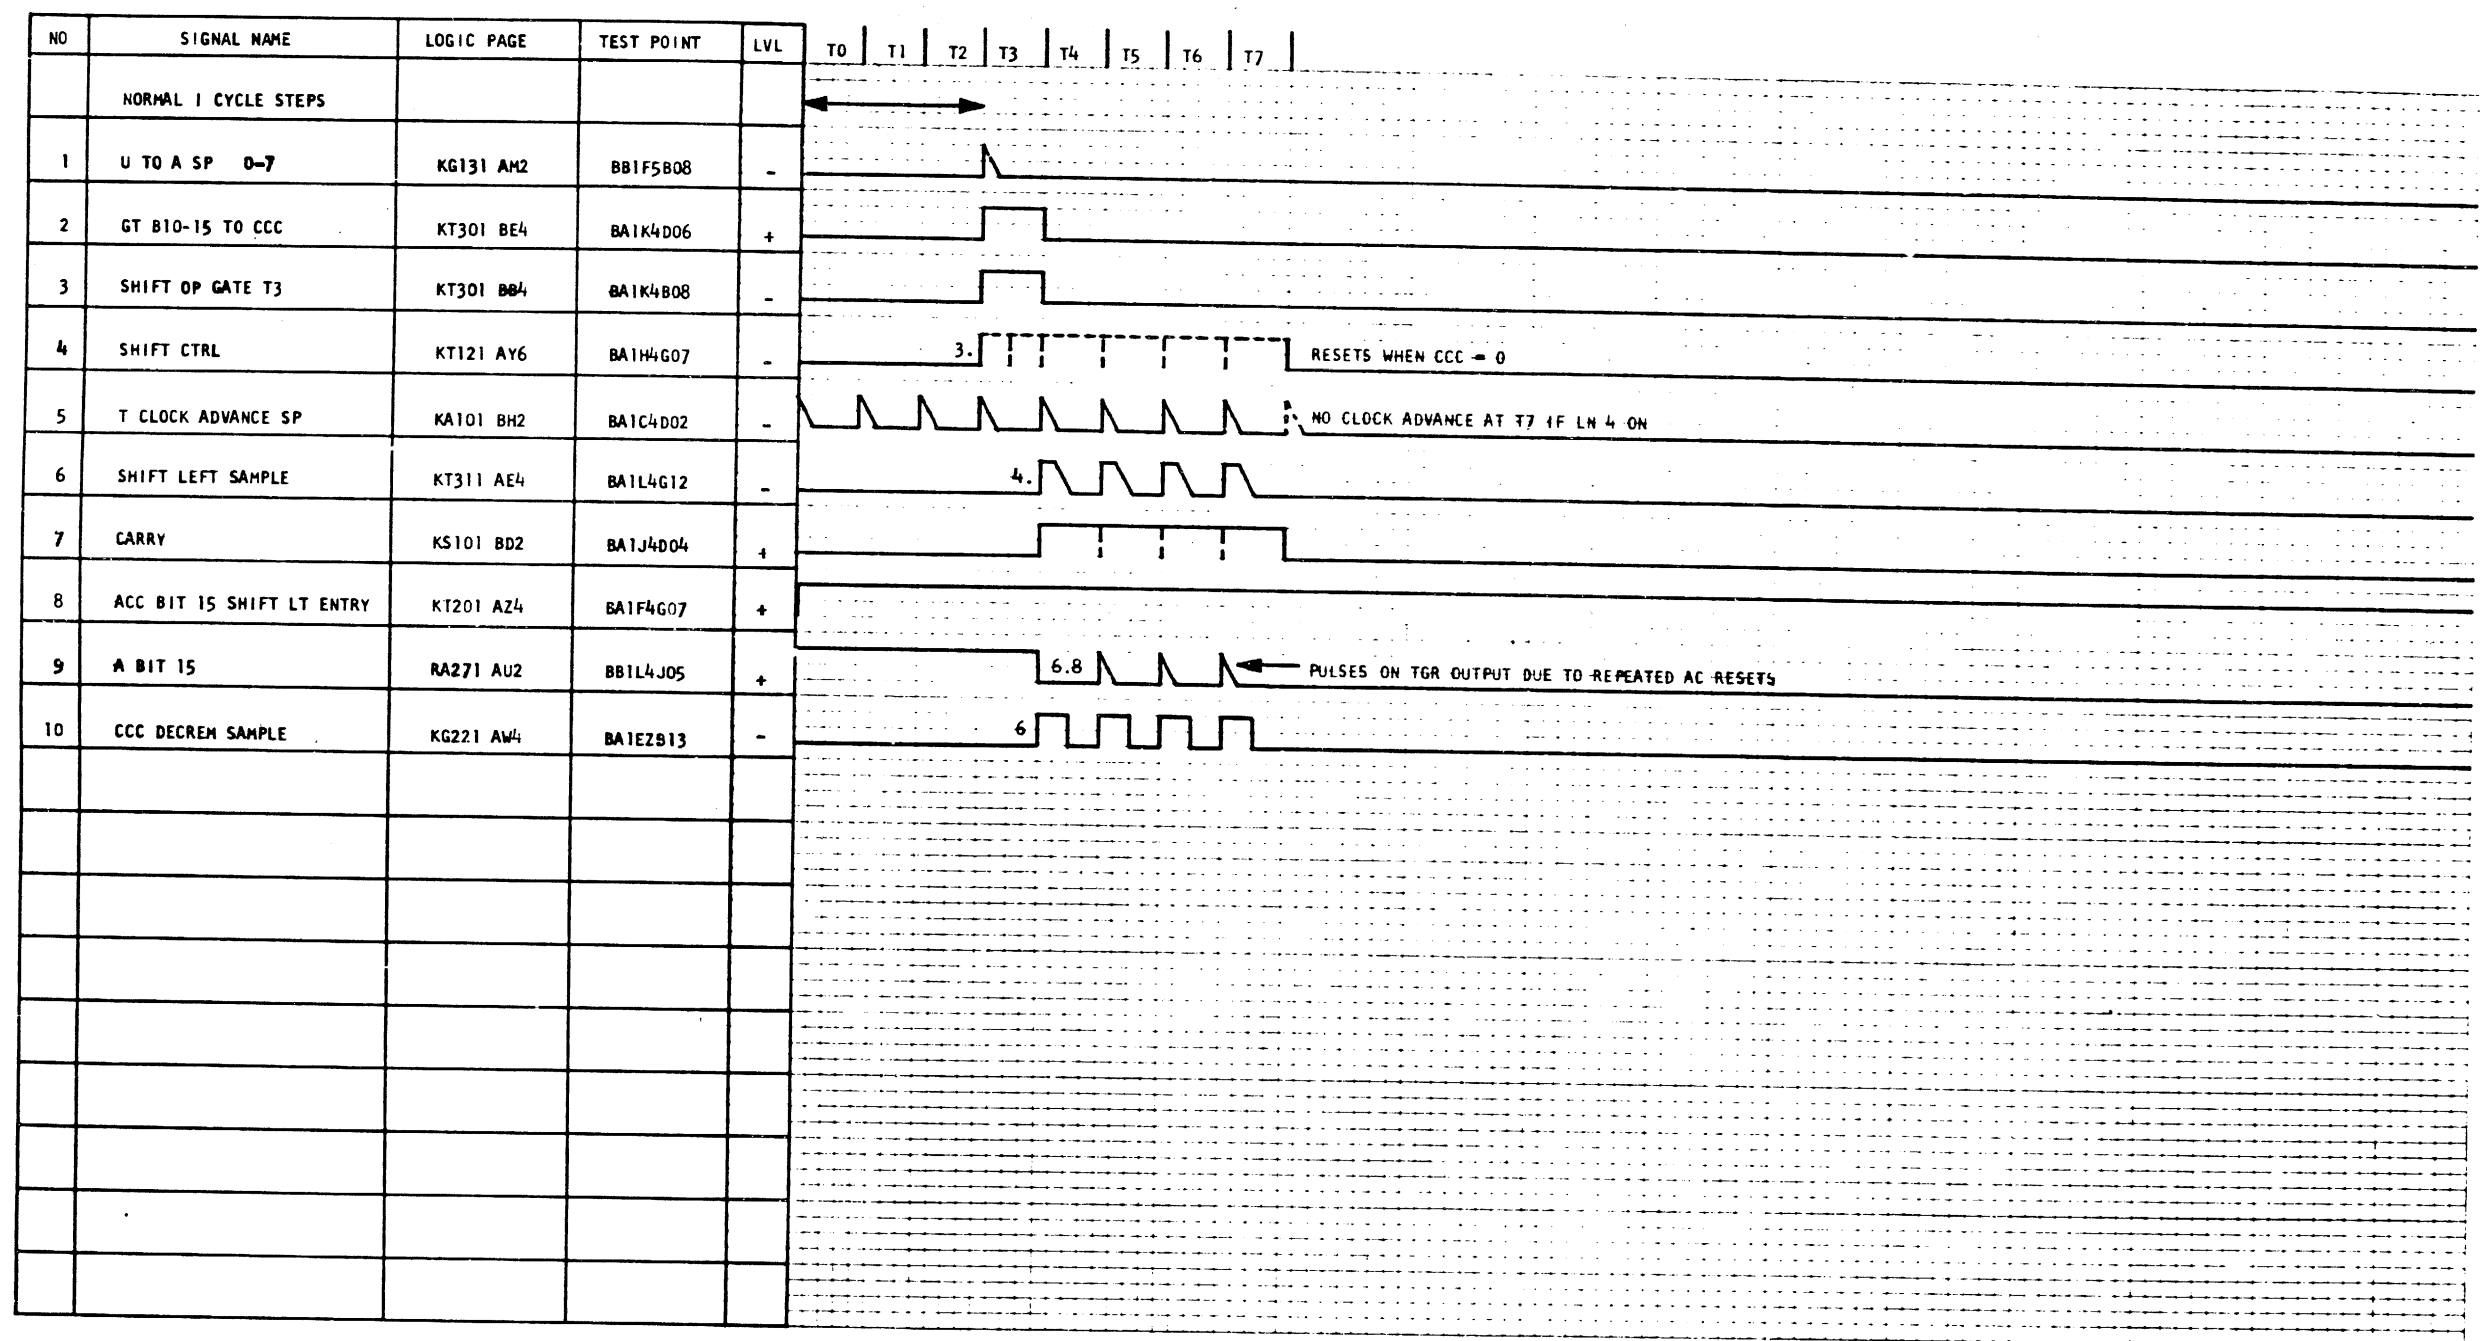 NO SIGNAL NAME LOGIC PAGE TEST POINT LVL T0 T1 T2 T3 T4 T5 T6 T7
NORMAL I CYCLE STEPS
1 U TO A SP 0-7 KG131 AM2 BB1F5B08 -
2 GT B10-15 TO CCC KT301 BE4 BA1K4D06 +
3 SHIFT OP GATE T3 KT301 BB4 BA1K4B08 -
4 SHIFT CTRL KT121 AY6 BA1H4G07 - 3. RESETS WHEN CCC = 0
5 T CLOCK ADVANCE SP KA101 BH2 BA1C4D02 - NO CLOCK ADVANCE AT T7 IF LN 4 ON
6 SHIFT LEFT SAMPLE KT311 AE4 BA1L4G12 - 4.
7 CARRY KS101 BD2 BA1J4D04 +
8 ACC BIT 15 SHIFT LT ENTRY KT201 AZ4 BA1F4G07 +
9 A BIT 15 RA271 AU2 BB1L4J05 + 6.8 PULSES ON TGR OUTPUT DUE TO REPEATED AC RESETS
10 CCC DECREM SAMPLE KG221 AW4 - 6